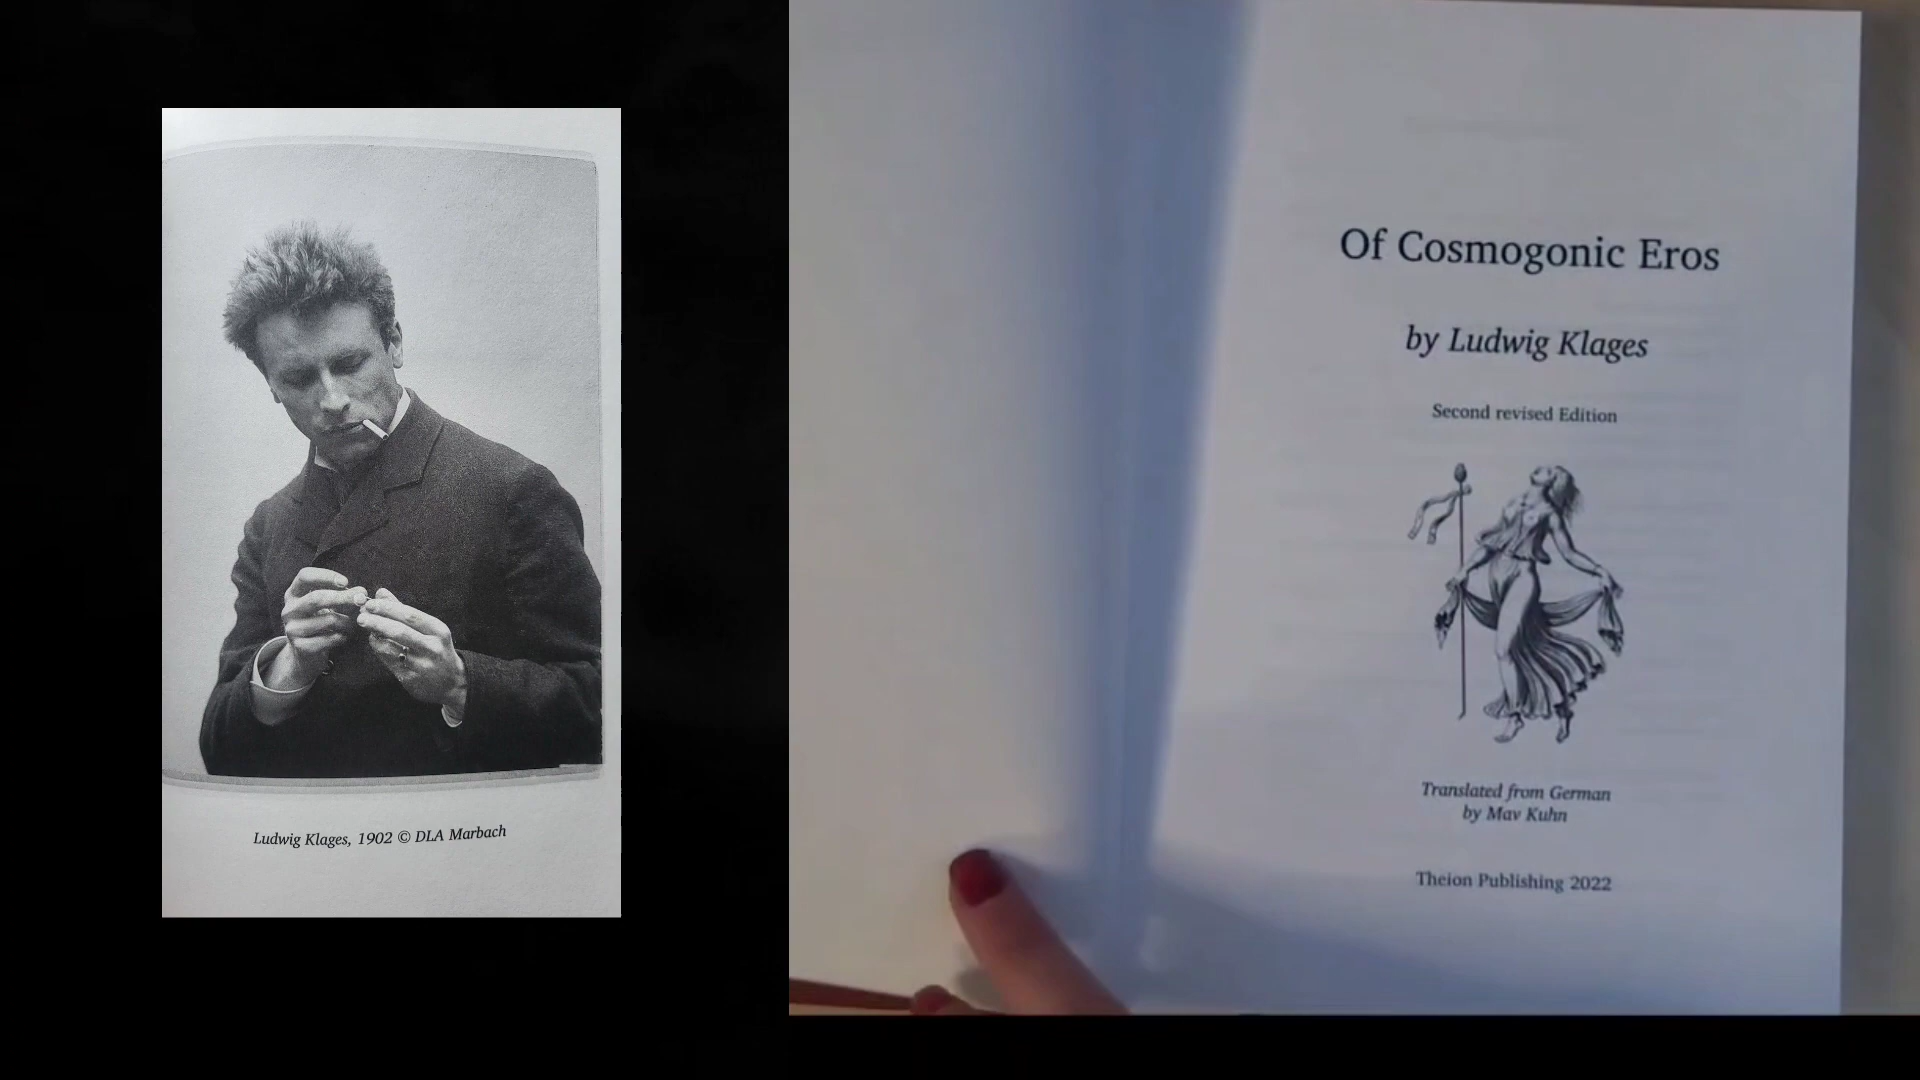 Ludwig Klages, 1902 © DLA Marbach
Of Cosmogonic Eros
by Ludwig Klages
Second revised Edition
Translated from German
by Mav Kuhn
Theion Publishing 2022